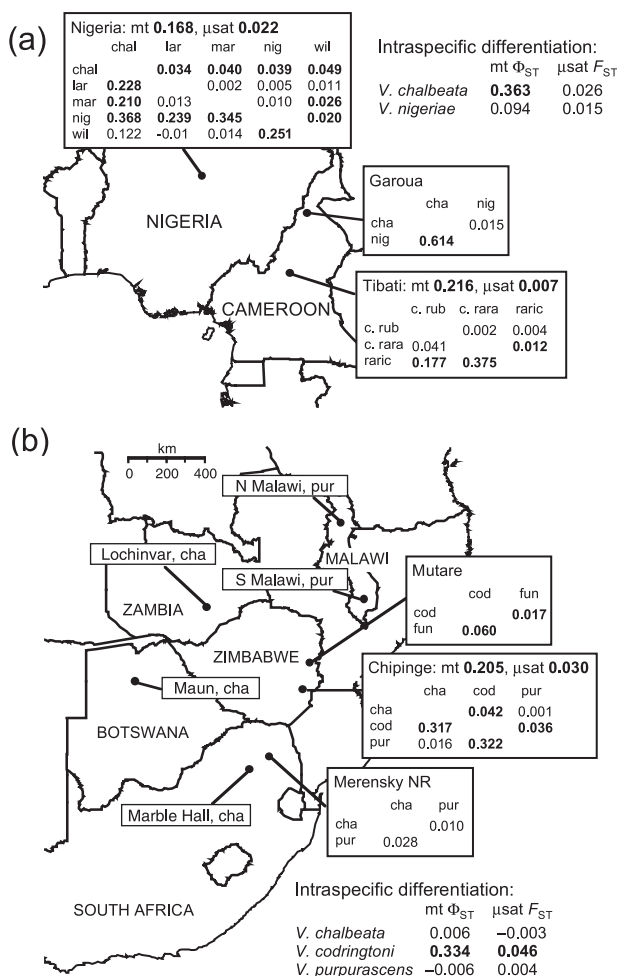 (a)
Nigeria: mt 0.168, µsat 0.022
chal lar mar nig wil
chal 0.034 0.040 0.039 0.049
lar 0.228 0.002 0.005 0.011
mar 0.210 0.013 0.010 0.026
nig 0.368 0.239 0.345 0.020
wil 0.122 -0.01 0.014 0.251
Intraspecific differentiation:
mt ΦST µsat FST
V. chalbeata 0.363 0.026
V. nigeriae 0.094 0.015
NIGERIA
Garoua
cha nig
cha 0.015
nig 0.614
CAMEROON
Tibati: mt 0.216, µsat 0.007
c. rub c. rara raric
c. rub 0.002 0.004
c. rara 0.041 0.012
raric 0.177 0.375
(b)
km
0 200 400
N Malawi, pur
Lochinvar, cha
MALAWI
S Malawi, pur
ZAMBIA
Mutare
cod fun
cod 0.017
fun 0.060
ZIMBABWE
Chipinge: mt 0.205, µsat 0.030
cha cod pur
cha 0.042 0.001
cod 0.317 0.036
pur 0.016 0.322
Maun, cha
BOTSWANA
Merensky NR
cha pur
cha 0.010
pur 0.028
Marble Hall, cha
SOUTH AFRICA
Intraspecific differentiation:
mt ΦST µsat FST
V. chalbeata 0.006 −0.003
V. codringtoni 0.334 0.046
V. purpurascens −0.006 0.004